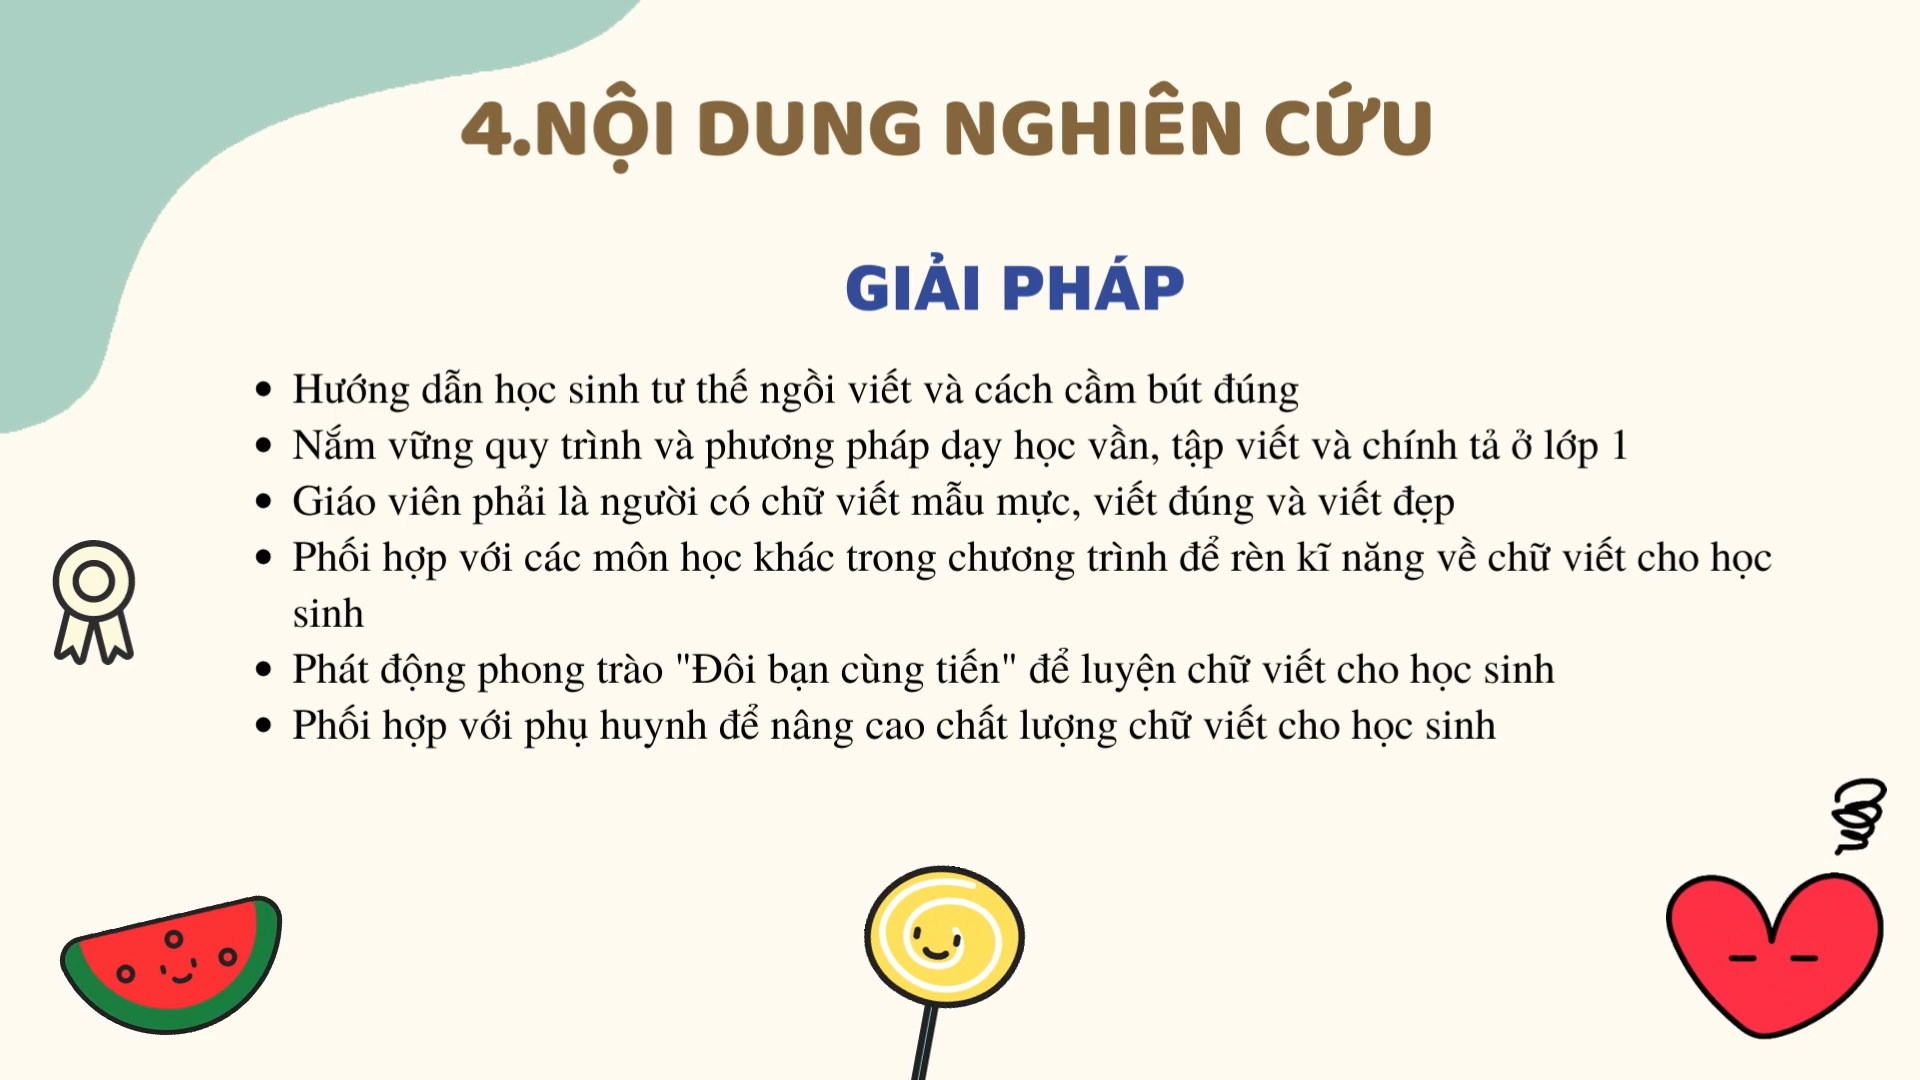 4.NỘI DUNG NGHIÊN CỨU
GIẢI PHÁP
• Hướng dẫn học sinh tư thế ngồi viết và cách cầm bút đúng
• Nắm vững quy trình và phương pháp dạy học vần, tập viết và chính tả ở lớp 1
• Giáo viên phải là người có chữ viết mẫu mực, viết đúng và viết đẹp
• Phối hợp với các môn học khác trong chương trình để rèn kĩ năng về chữ viết cho học
sinh
• Phát động phong trào "Đôi bạn cùng tiến" để luyện chữ viết cho học sinh
• Phối hợp với phụ huynh để nâng cao chất lượng chữ viết cho học sinh